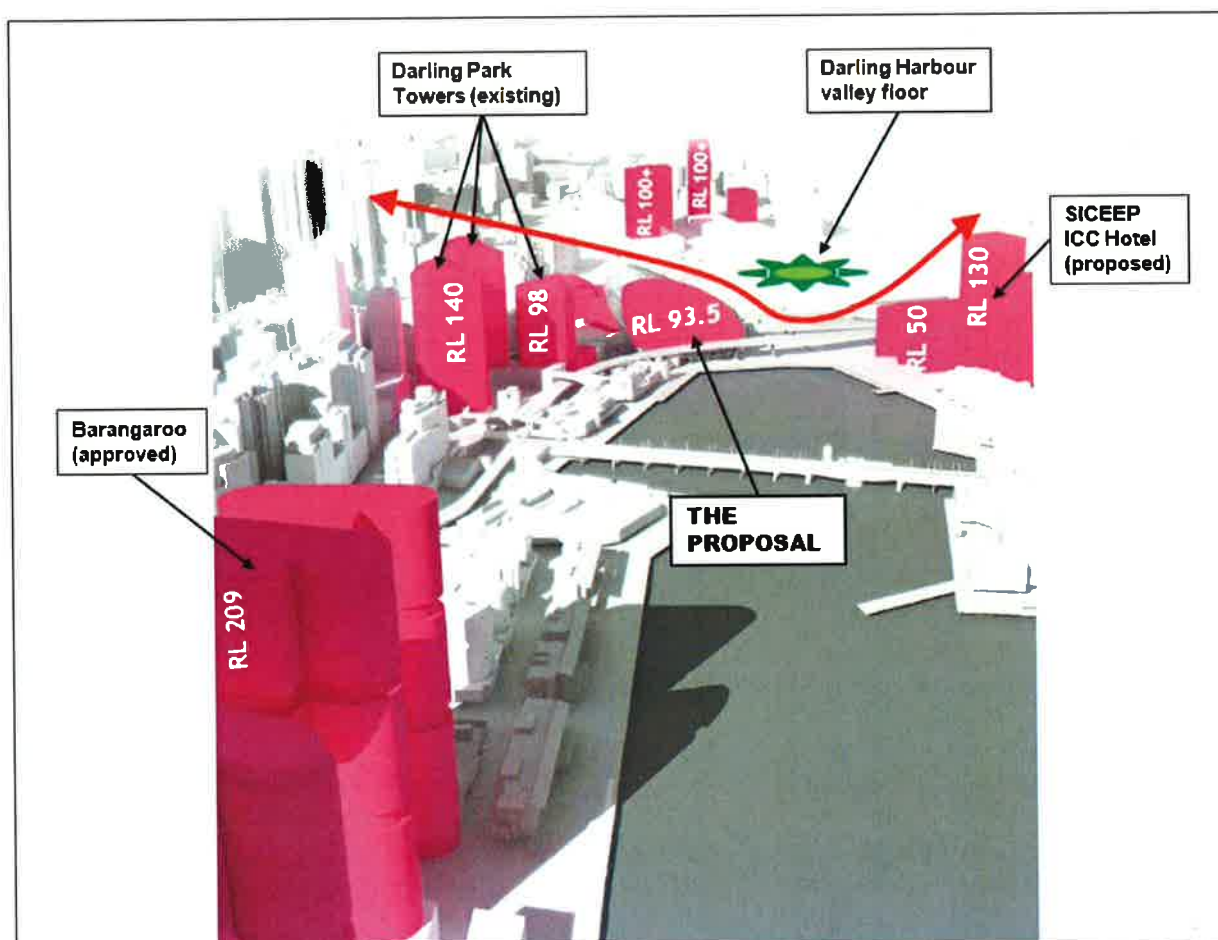 Darling Park
Towers (existing)
Darling Harbour
valley floor
RL 100+
RL 100+
SICEEP
ICC Hotel
(proposed)
RL 140
RL 98
RL 93.5
RL 50
RL 130
Barangaroo
(approved)
THE
PROPOSAL
RL 209